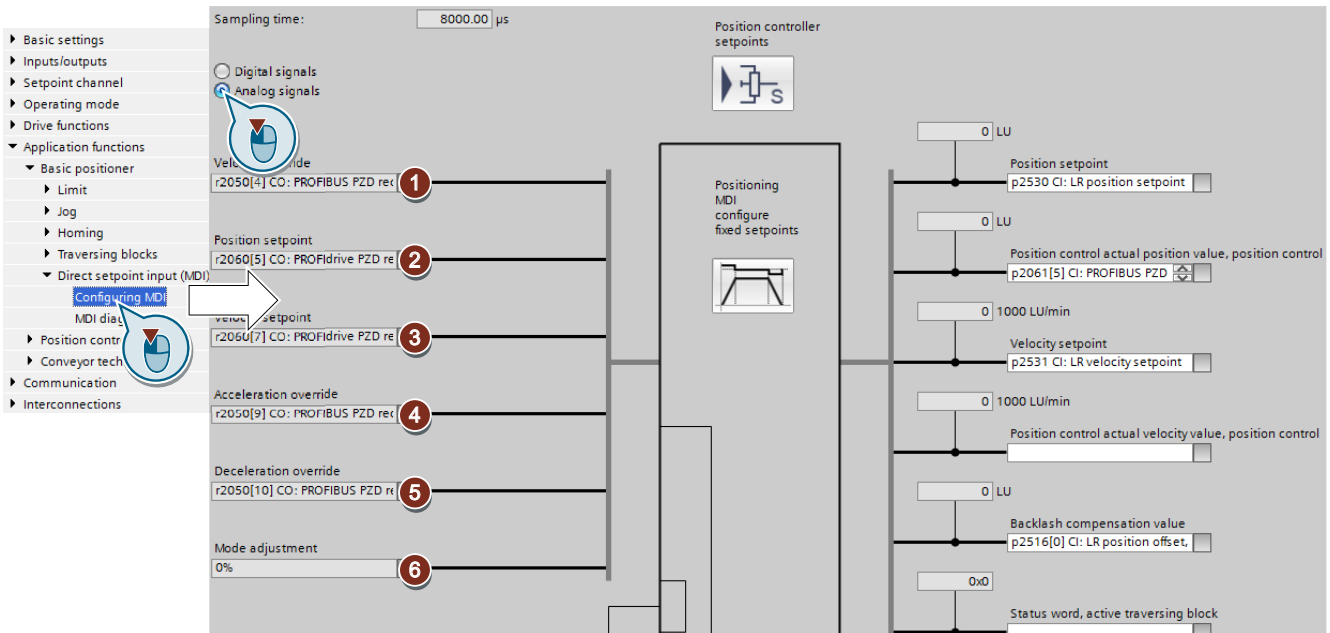 Basic settings
Inputs/outputs
Setpoint channel
Operating mode
Drive functions
Application functions
Basic positioner
Limit
Jog
Homing
Traversing blocks
Direct setpoint input (MDI)
Configuring MDI
MDI
Position
Conveyor
Communication
Interconnections
Sampling time: 8000.00 µs
Digital signals
Analog signals
r2050[4] CO: PROFIBUS PZD
1
Position setpoint
r2060[5] CO: PROFIdrive PZD re
2
setpoint
r2060[7] CO: PROFIdrive PZD re
3
Acceleration override
r2050[9] CO: PROFIBUS PZD
4
Deceleration override
r2050[10] CO: PROFIBUS PZD
5
Mode adjustment
0%
6
Position controller
setpoints
S
Positioning
MDI
configure
fixed setpoints
0 LU
Position setpoint
p2530 CI: LR position setpoint
0 LU
Position control actual position value, position control
p2061[5] CI: PROFIBUS PZD
0 1000 LU/min
Velocity setpoint
p2531 CI: LR velocity setpoint
0 1000 LU/min
Position control actual velocity value, position control
0 LU
Backlash compensation value
p2516[0] CI: LR position offset,
0x0
Status word, active traversing block